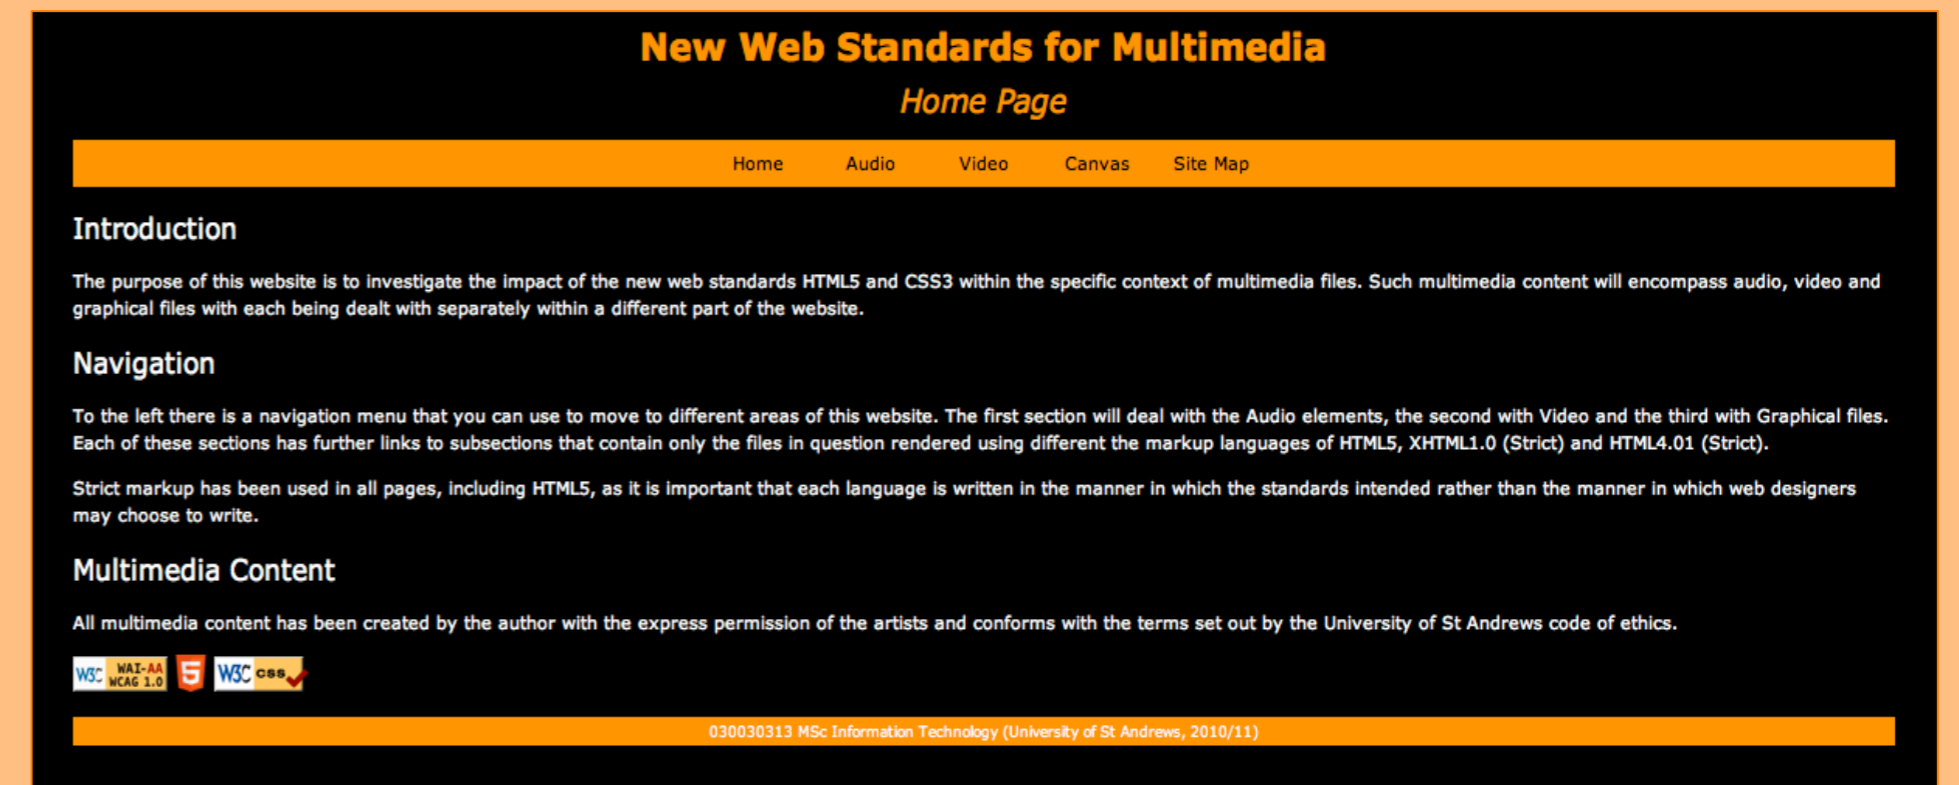 New Web Standards for Multimedia
Home Page
Home Audio Video Canvas Site Map
Introduction
The purpose of this website is to investigate the impact of the new web standards HTML5 and CSS3 within the specific context of multimedia files. Such multimedia content will encompass audio, video and
graphical files with each being dealt with separately within a different part of the website.
Navigation
To the left there is a navigation menu that you can use to move to different areas of this website. The first section will deal with the Audio elements, the second with Video and the third with Graphical files.
Each of these sections has further links to subsections that contain only the files in question rendered using different the markup languages of HTML5, XHTML1.0 (Strict) and HTML4.01 (Strict).
Strict markup has been used in all pages, including HTML5, as it is important that each language is written in the manner in which the standards intended rather than the manner in which web designers
may choose to write.
Multimedia Content
All multimedia content has been created by the author with the express permission of the artists and conforms with the terms set out by the University of St Andrews code of ethics.
W3C WAI-AA WCAG 1.0 5 W3C css
030030313 MSc Information Technology (University of St Andrews, 2010/11)